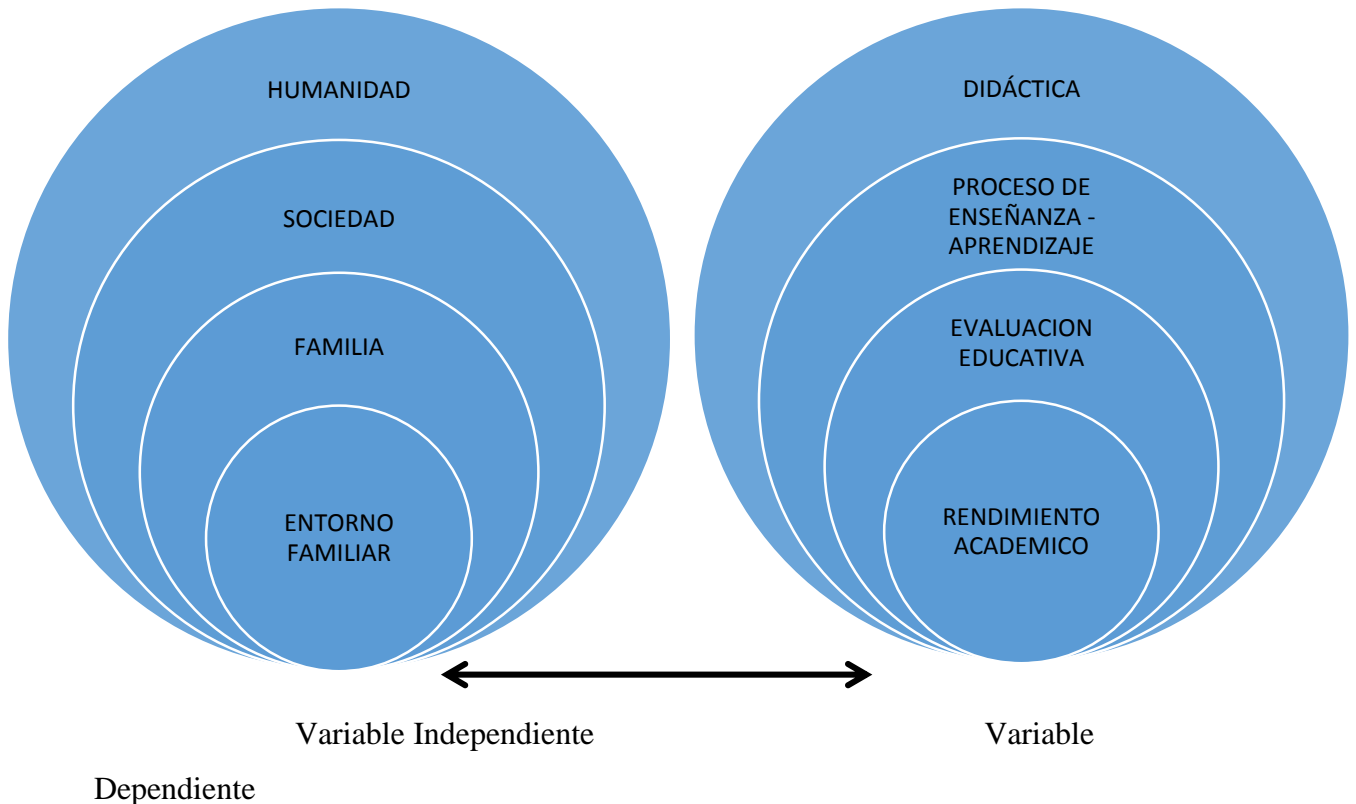 HUMANIDAD
SOCIEDAD
FAMILIA
ENTORNO
FAMILIAR
DIDÁCTICA
PROCESO DE
ENSEÑANZA -
APRENDIZAJE
EVALUACION
EDUCATIVA
RENDIMIENTO
ACADEMICO
Variable Independiente Variable
Dependiente